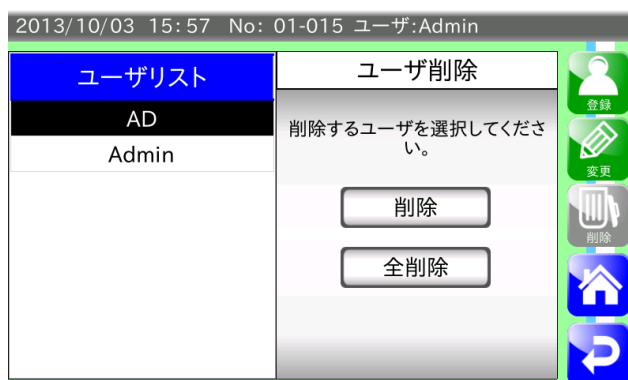 2013/10/03 15:57 No: 01-015 ユーザ:Admin
ユーザリスト
AD
Admin
ユーザ削除
削除するユーザを選択してくださ
い。
削除
全削除
登録
変更
削除